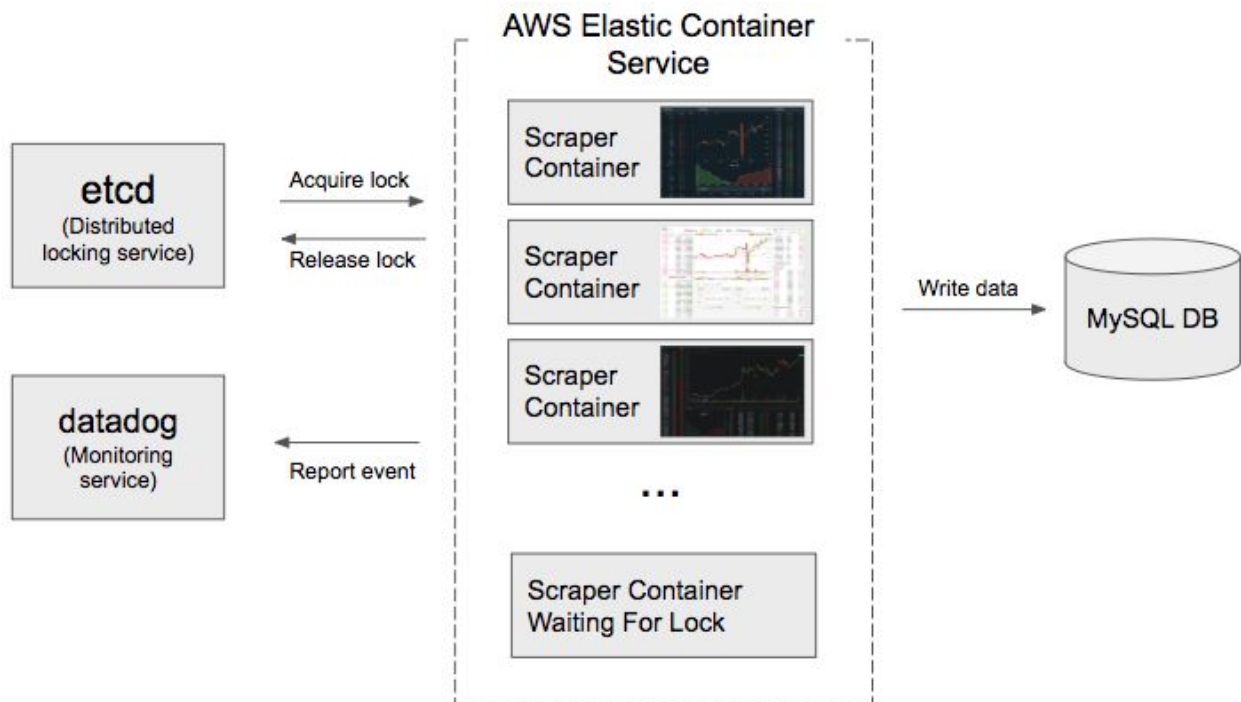 AWS Elastic Container
Service
etcd
(Distributed
locking service)
Acquire lock
Release lock
datadog
(Monitoring
service)
Report event
Scraper
Container
Scraper
Container
Scraper
Container
...
Scraper Container
Waiting For Lock
Write data
MySQL DB